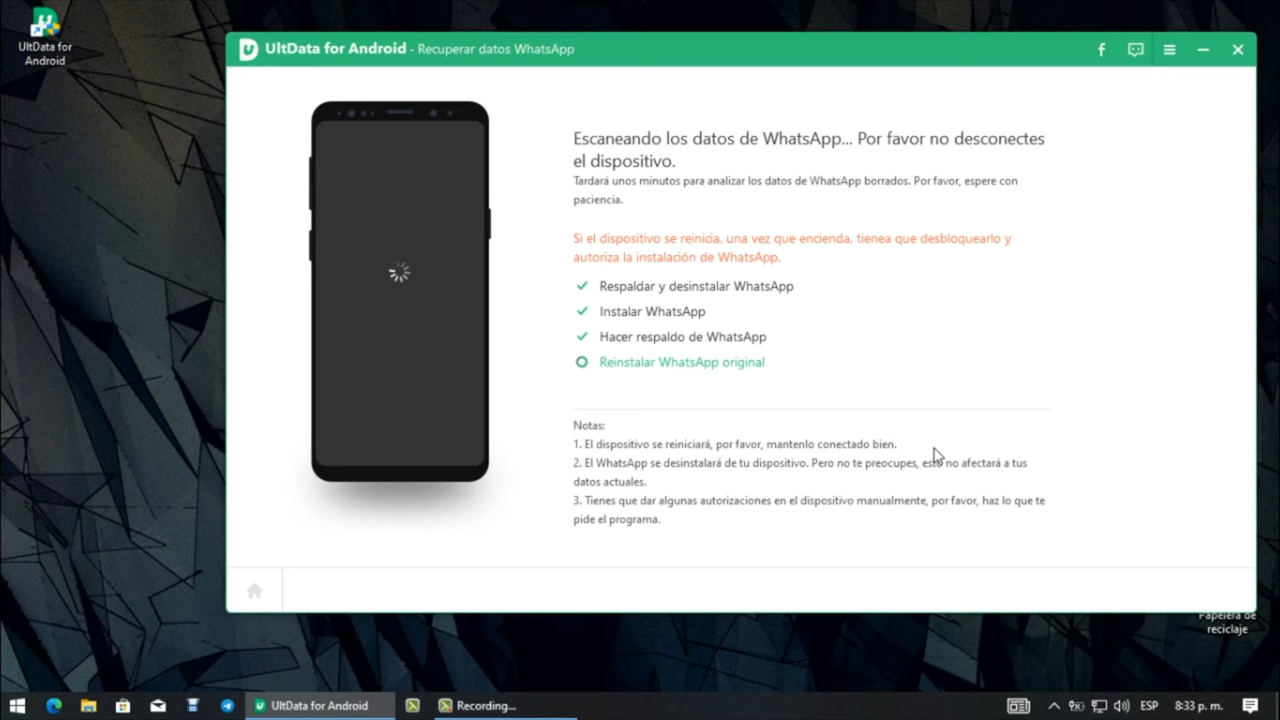 UltData for
Android
UltData for Android - Recuperar datos WhatsApp
Escaneando los datos de WhatsApp... Por favor no desconectes
el dispositivo.
Tardará unos minutos para analizar los datos de WhatsApp borrados. Por favor, espere con
paciencia.
Si el dispositivo se reinicia, una vez que encienda, tienea que desbloquearlo y
autoriza la instalación de WhatsApp.
Respaldar y desinstalar WhatsApp
Instalar WhatsApp
Hacer respaldo de WhatsApp
Reinstalar WhatsApp original
Notas:
1. El dispositivo se reiniciará, por favor, mantenlo conectado bien.
2. El WhatsApp se desinstalará de tu dispositivo. Pero no te preocupes, esto no afectará a tus
datos actuales.
3. Tienes que dar algunas autorizaciones en el dispositivo manualmente, por favor, haz lo que te
pide el programa.
Papelera de
reciclaje
UltData for Android
Recording...
ESP
8:33 p. m.